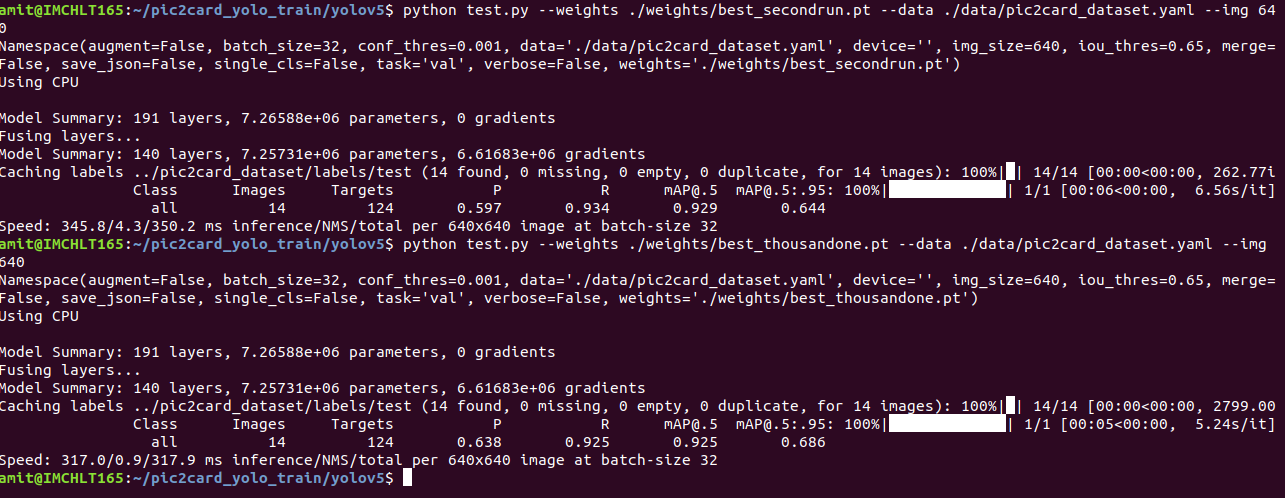 amit@IMCHLT165:~/pic2card_yolo_train/yolov5$ python test.py --weights ./weights/best_secondrun.pt --data ./data/pic2card_dataset.yaml --img 64
0
Namespace(augment=False, batch_size=32, conf_thres=0.001, data='./data/pic2card_dataset.yaml', device='', img_size=640, iou_thres=0.65, merge=
False, save_json=False, single_cls=False, task='val', verbose=False, weights='./weights/best_secondrun.pt')
Using CPU
Model Summary: 191 layers, 7.26588e+06 parameters, 0 gradients
Fusing layers...
Model Summary: 140 layers, 7.25731e+06 parameters, 6.61683e+06 gradients
Caching labels ../pic2card_dataset/labels/test (14 found, 0 missing, 0 empty, 0 duplicate, for 14 images): 100%|█| 14/14 [00:00<00:00, 262.77i
Class Images Targets P R mAP@.5 mAP@.5:.95: 100%|█████████████| 1/1 [00:06<00:00, 6.56s/it]
all 14 124 0.597 0.934 0.929 0.644
Speed: 345.8/4.3/350.2 ms inference/NMS/total per 640x640 image at batch-size 32
amit@IMCHLT165:~/pic2card_yolo_train/yolov5$ python test.py --weights ./weights/best_thousandone.pt --data ./data/pic2card_dataset.yaml --img
640
Namespace(augment=False, batch_size=32, conf_thres=0.001, data='./data/pic2card_dataset.yaml', device='', img_size=640, iou_thres=0.65, merge=
False, save_json=False, single_cls=False, task='val', verbose=False, weights='./weights/best_thousandone.pt')
Using CPU
Model Summary: 191 layers, 7.26588e+06 parameters, 0 gradients
Fusing layers...
Model Summary: 140 layers, 7.25731e+06 parameters, 6.61683e+06 gradients
Caching labels ../pic2card_dataset/labels/test (14 found, 0 missing, 0 empty, 0 duplicate, for 14 images): 100%|█| 14/14 [00:00<00:00, 2799.00
Class Images Targets P R mAP@.5 mAP@.5:.95: 100%|█████████████| 1/1 [00:05<00:00, 5.24s/it]
all 14 124 0.638 0.925 0.925 0.686
Speed: 317.0/0.9/317.9 ms inference/NMS/total per 640x640 image at batch-size 32
amit@IMCHLT165:~/pic2card_yolo_train/yolov5$